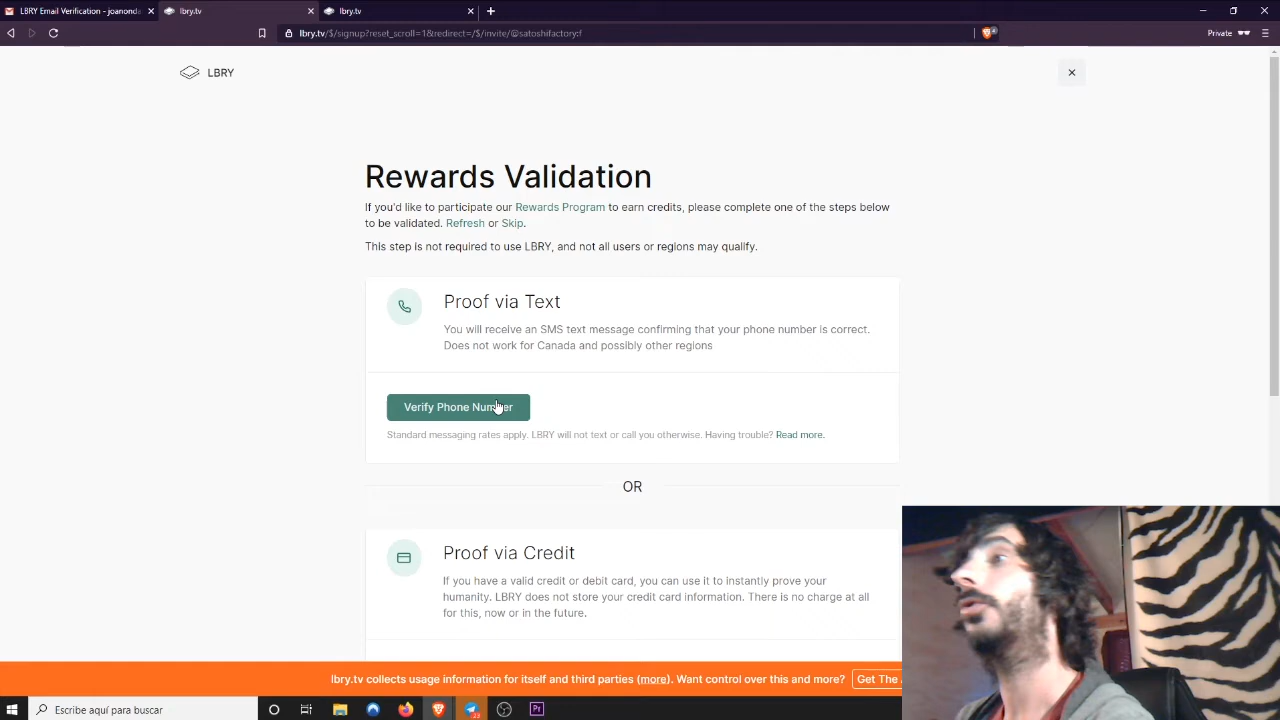 LBRY Email Verification - joanond
lbry.tv
lbry.tv
lbry.tv/$/signup?reset_scroll=1&redirect=/$/invite/@satoshifactory:f
Private
LBRY
Rewards Validation
If you'd like to participate our Rewards Program to earn credits, please complete one of the steps below
to be validated. Refresh or Skip.
This step is not required to use LBRY, and not all users or regions may qualify.
Proof via Text
You will receive an SMS text message confirming that your phone number is correct.
Does not work for Canada and possibly other regions
Verify Phone Number
Standard messaging rates apply. LBRY will not text or call you otherwise. Having trouble? Read more.
OR
Proof via Credit
If you have a valid credit or debit card, you can use it to instantly prove your
humanity. LBRY does not store your credit card information. There is no charge at all
for this, now or in the future.
lbry.tv collects usage information for itself and third parties (more). Want control over this and more? Get The
Escribe aquí para buscar
Pr